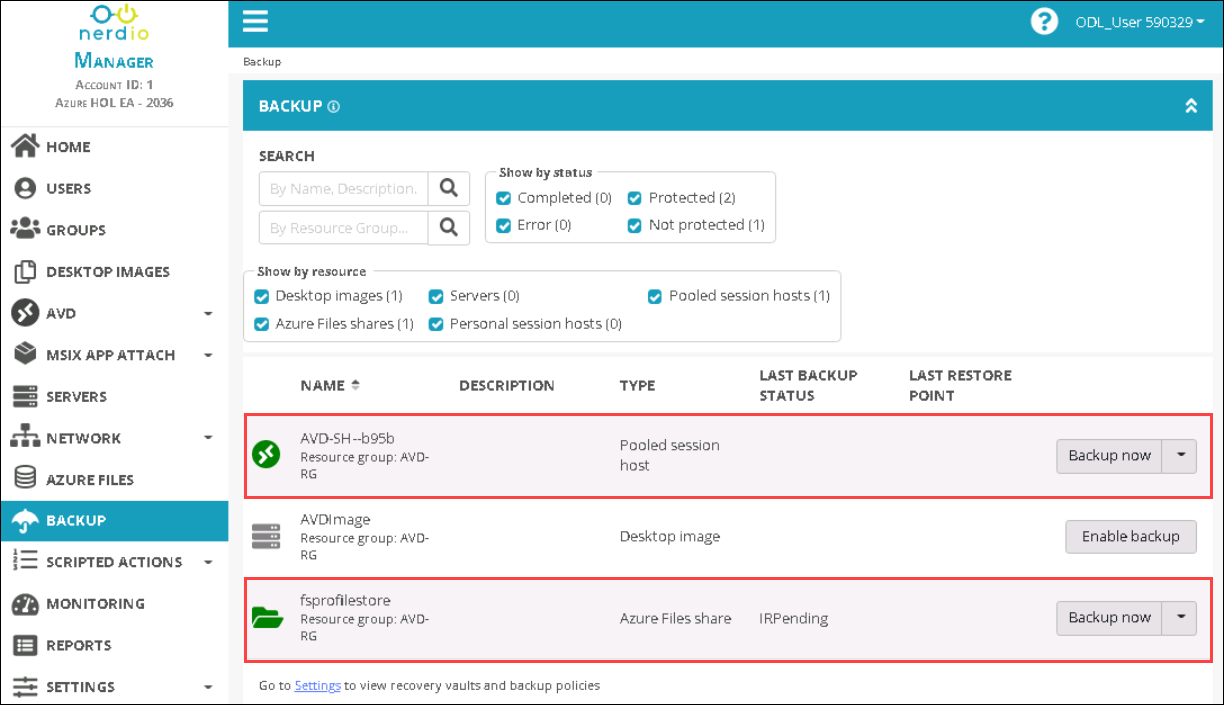 nerdio
MANAGER
ACCOUNT ID: 1
AZURE HOL EA - 2036
HOME
USERS
GROUPS
DESKTOP IMAGES
AVD
MSIX APP ATTACH
SERVERS
NETWORK
AZURE FILES
BACKUP
SCRIPTED ACTIONS
MONITORING
REPORTS
SETTINGS
? ODL_User 590329
Backup
BACKUP
SEARCH
By Name, Description.
By Resource Group...
Show by status
Completed (0) Protected (2)
Error (0) Not protected (1)
Show by resource
Desktop images (1) Servers (0) Pooled session hosts (1)
Azure Files shares (1) Personal session hosts (0)
NAME DESCRIPTION TYPE LAST BACKUP STATUS LAST RESTORE POINT
AVD-SH--b95b
Resource group: AVD-
RG
Pooled session
host
Backup now
AVDImage
Resource group: AVD-
RG
Desktop image
Enable backup
fsprofilestore
Resource group: AVD-
RG
Azure Files share
IRPending
Backup now
Go to Settings to view recovery vaults and backup policies